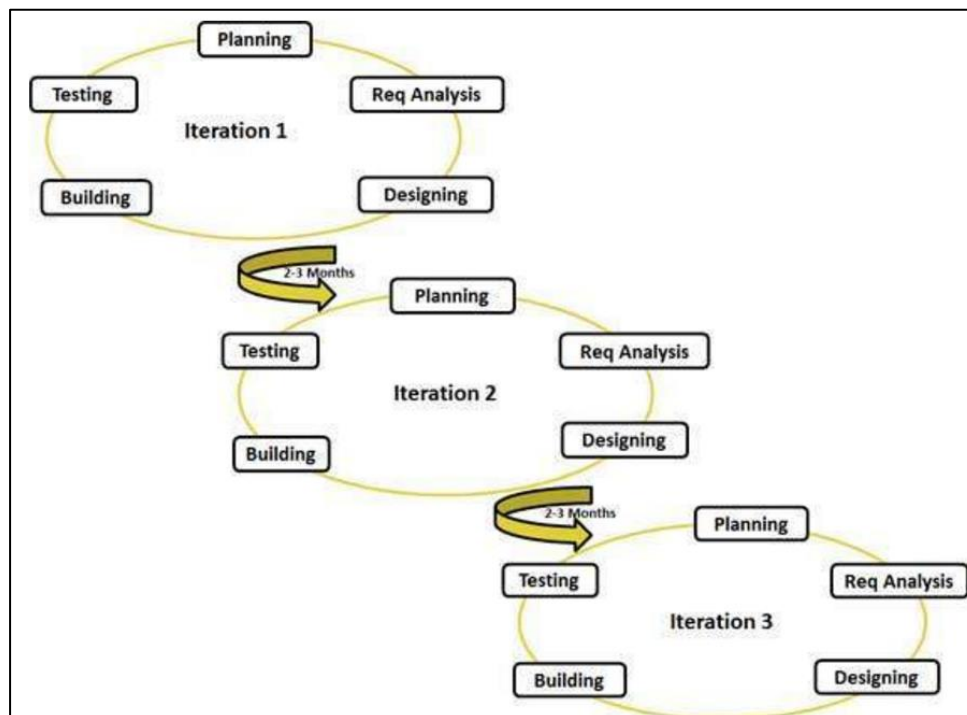 Planning
Testing
Req Analysis
Iteration 1
Building
Designing
2-3 Months
Planning
Testing
Req Analysis
Iteration 2
Building
Designing
2-3 Months
Planning
Testing
Req Analysis
Iteration 3
Building
Designing